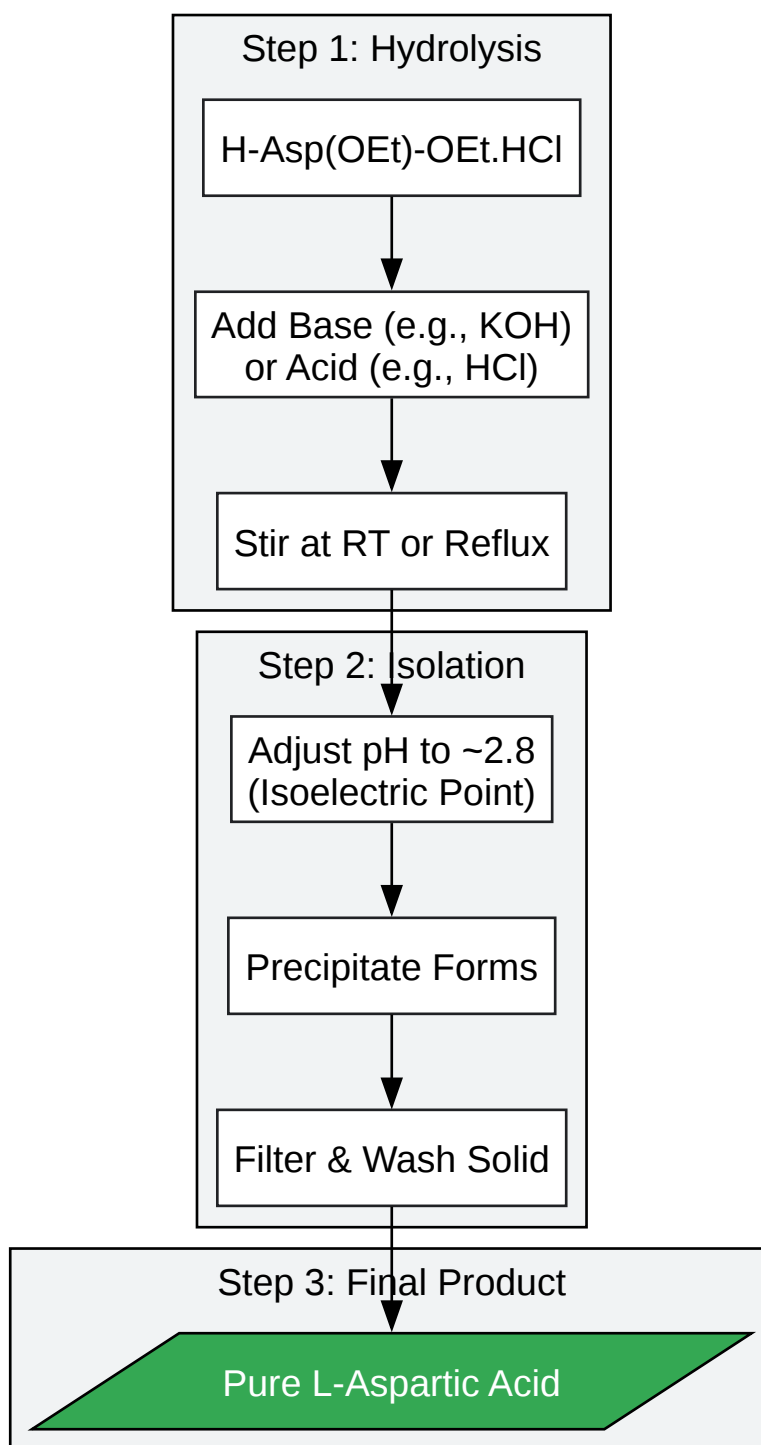 Step 1: Hydrolysis
H-Asp(OEt)-OEt.HCl
Add Base (e.g., KOH)
or Acid (e.g., HCl)
Stir at RT or Reflux
Step 2: Isolation
Adjust pH to ~2.8
(Isoelectric Point)
Precipitate Forms
Filter & Wash Solid
Step 3: Final Product
Pure L-Aspartic Acid